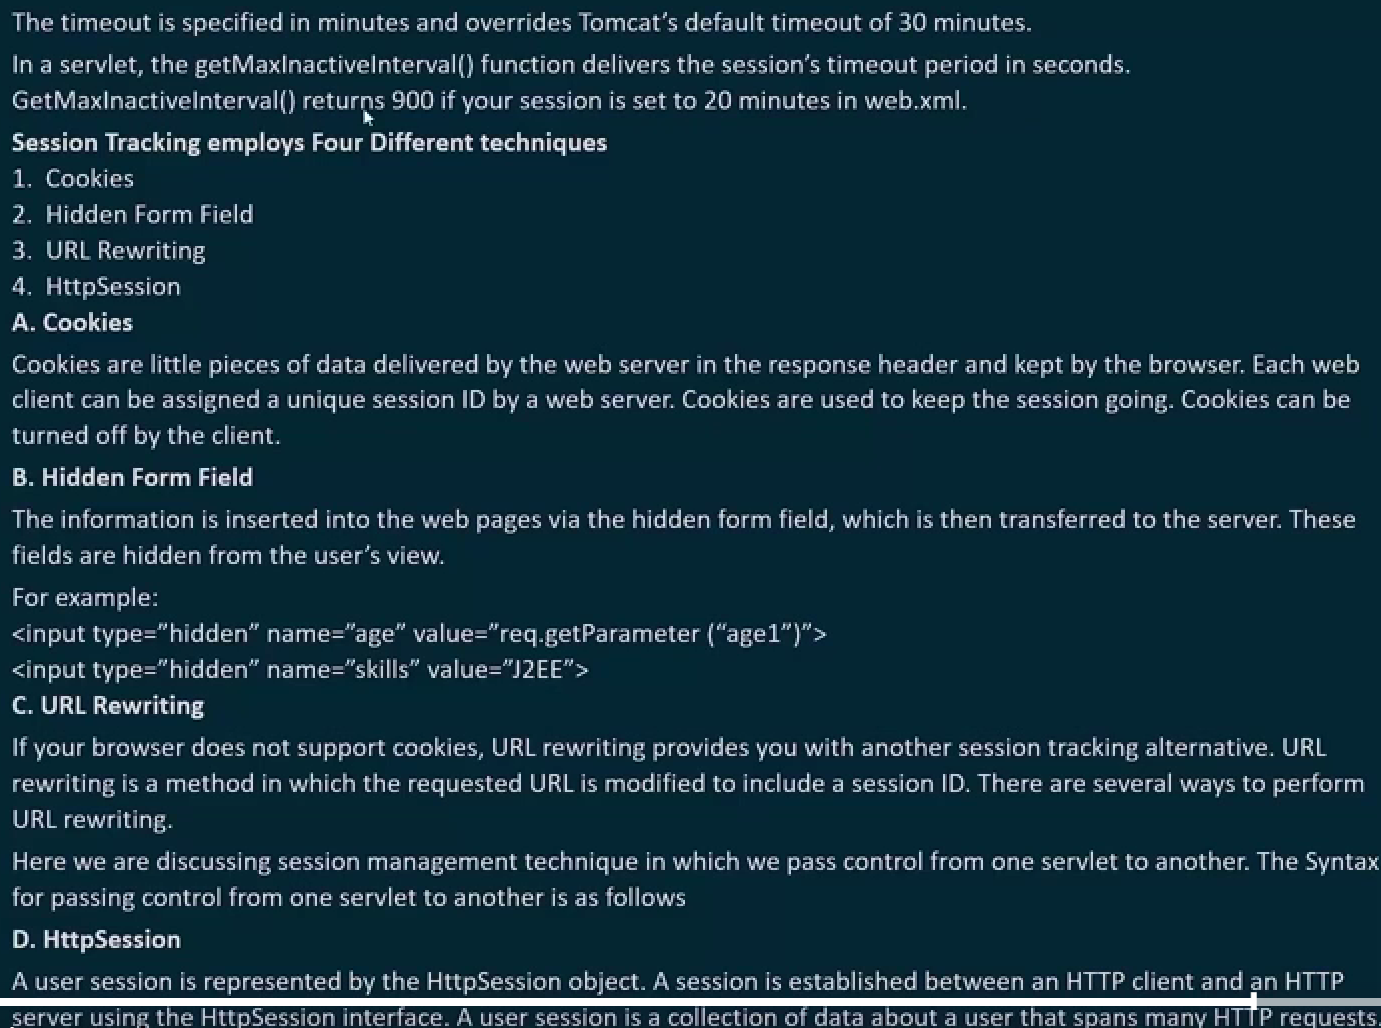 The timeout is specified in minutes and overrides Tomcat’s default timeout of 30 minutes.
In a servlet, the getMaxInactiveInterval() function delivers the session’s timeout period in seconds.
GetMaxInactiveInterval() returns 900 if your session is set to 20 minutes in web.xml.
Session Tracking employs Four Different techniques
1. Cookies
2. Hidden Form Field
3. URL Rewriting
4. HttpSession
A. Cookies
Cookies are little pieces of data delivered by the web server in the response header and kept by the browser. Each web
client can be assigned a unique session ID by a web server. Cookies are used to keep the session going. Cookies can be
turned off by the client.
B. Hidden Form Field
The information is inserted into the web pages via the hidden form field, which is then transferred to the server. These
fields are hidden from the user’s view.
For example:
<input type=”hidden” name=”age” value=”req.getParameter (“age1”)”>
<input type=”hidden” name=”skills” value=”J2EE”>
C. URL Rewriting
If your browser does not support cookies, URL rewriting provides you with another session tracking alternative. URL
rewriting is a method in which the requested URL is modified to include a session ID. There are several ways to perform
URL rewriting.
Here we are discussing session management technique in which we pass control from one servlet to another. The Syntax
for passing control from one servlet to another is as follows
D. HttpSession
A user session is represented by the HttpSession object. A session is established between an HTTP client and an HTTP
server using the HttpSession interface. A user session is a collection of data about a user that spans many HTTP requests.